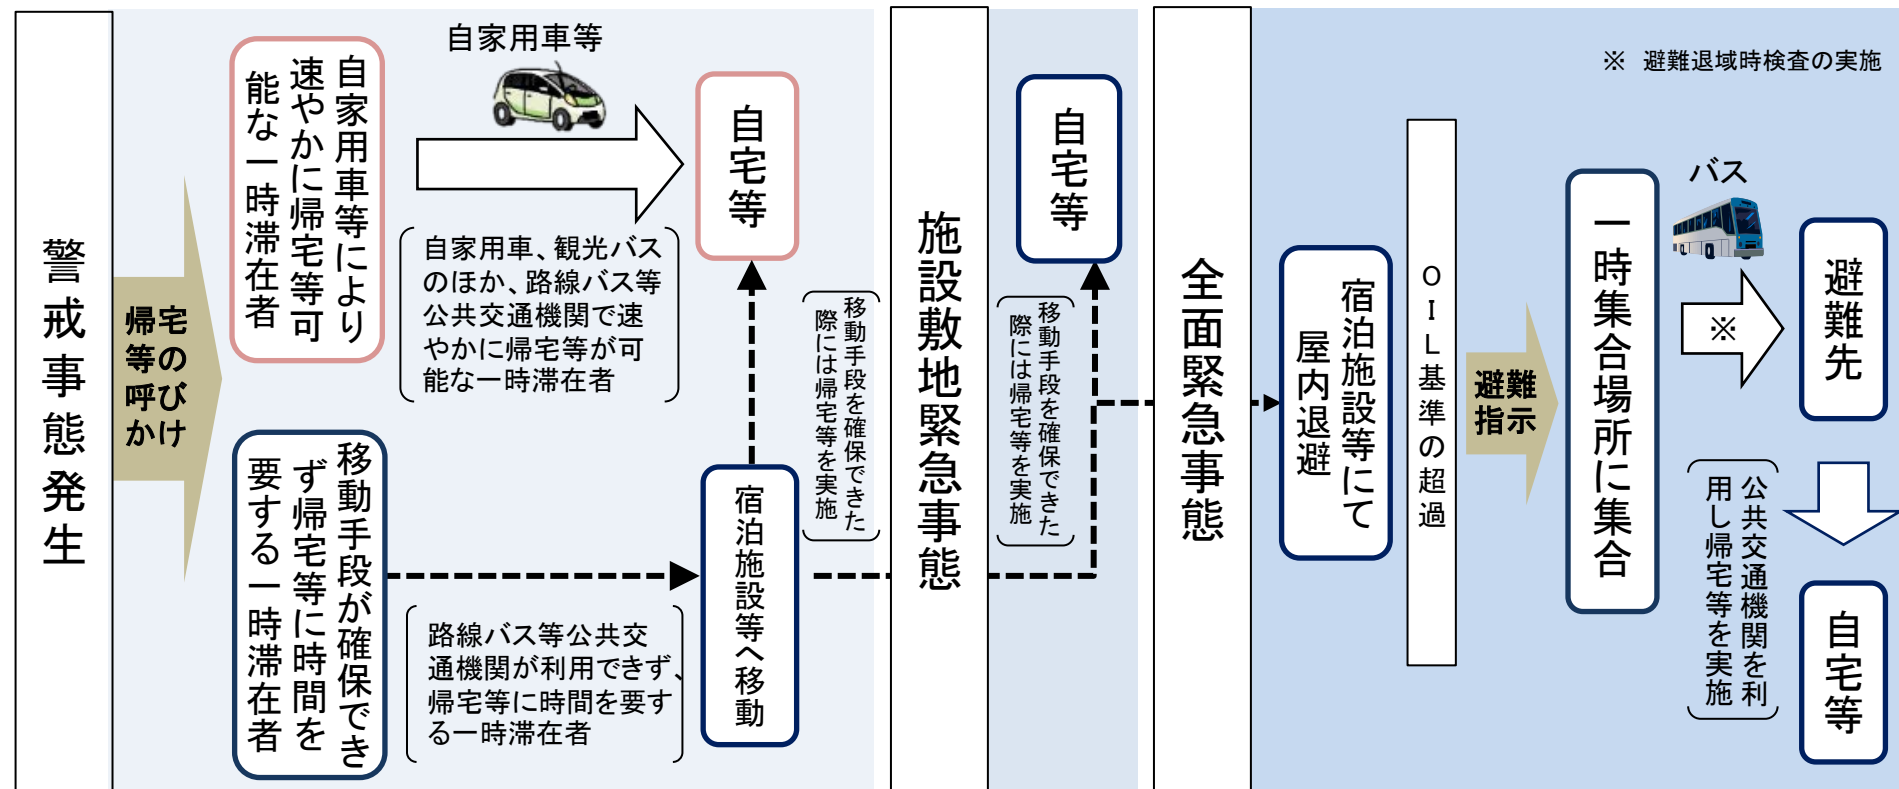 警戒事態発生
帰宅
等の
呼び
かけ
自家用車等により
速やかに帰宅等可
能な一時滞在者
自家用車等
自家用車、観光バス
のほか、路線バス等
公共交通機関で速
やかに帰宅等が可
能な一時滞在者
自宅等
移動手段が確保でき
ず帰宅等に時間を
要する一時滞在者
路線バス等公共交
通機関が利用できず、
帰宅等に時間を要す
る一時滞在者
宿泊施設等へ移動
移動手段を確保できた
際には帰宅等を実施
施設敷地緊急事態
自宅等
移動手段を確保できた
際には帰宅等を実施
全面緊急事態
宿泊施設等にて
屋内退避
OIL基準の超過
避難
指示
一時集合場所に集合
※ 避難退域時検査の実施
バス
※
避難先
公共交通機関を利
用し帰宅等を実施
自宅等